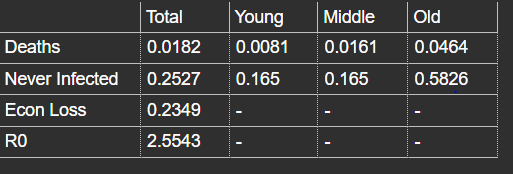 Total Young Middle Old
Deaths 0.0182 0.0081 0.0161 0.0464
Never Infected 0.2527 0.165 0.165 0.5826
Econ Loss 0.2349 - - -
R0 2.5543 - - -